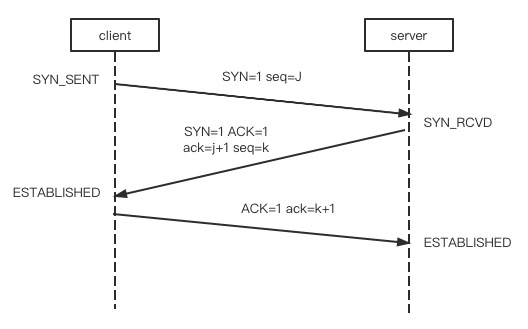 client
server
SYN_SENT
SYN=1 seq=J
SYN_RCVD
SYN=1 ACK=1
ack=j+1 seq=k
ESTABLISHED
ACK=1 ack=k+1
ESTABLISHED